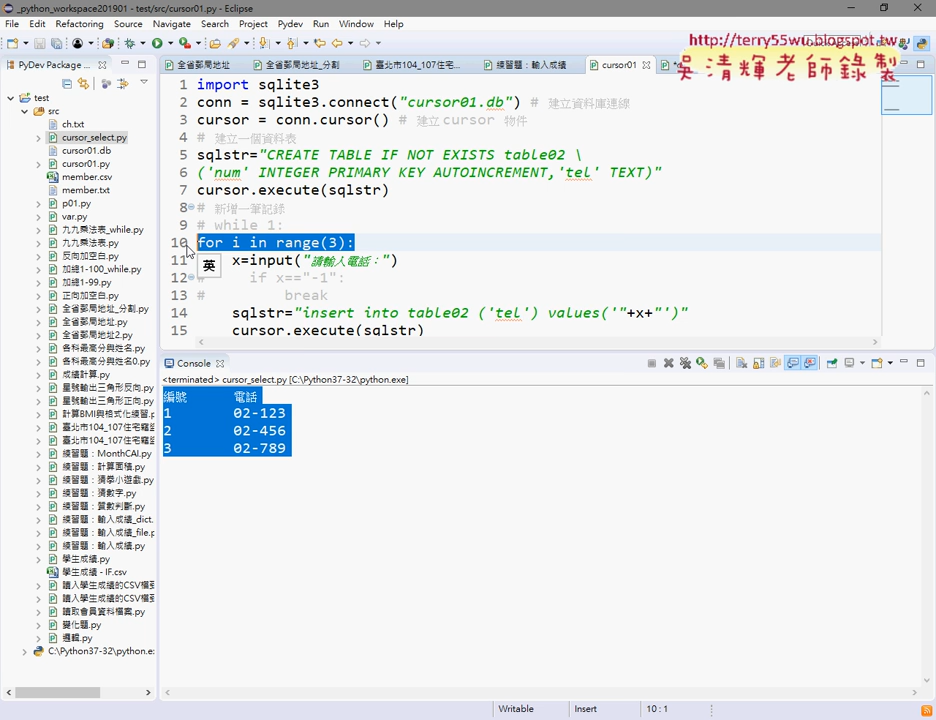 _python_workspace201901 - test/src/cursor01.py - Eclipse
File Edit Refactoring Source Navigate Search Project Pydev Run Window Help
http://terry55wu.blogspot.tw
吳清輝老師錄製
PyDev Package ...
全省郵局地址
全省郵局地址_分割
臺北市104_107住宅...
練習題：輸入成績
cursor01
test
src
ch.txt
cursor_select.py
cursor01.db
cursor01.py
member.csv
member.txt
p01.py
var.py
九九乘法表_while.py
九九乘法表.py
反向加空白.py
加總1-100_while.py
加總1-99.py
正向加空白.py
全省郵局地址_分割.py
全省郵局地址.py
全省郵局地址2.py
各科最高分與姓名.py
各科最高分與姓名0.py
成績計算.py
星號輸出三角形反向.py
星號輸出三角形正向.py
計算BMI與格式化練習.p
臺北市104_107住宅竊盜
臺北市104_107住宅竊盜
練習題：MonthCAI.py
練習題：計算面積.py
練習題：猜拳小遊戲.py
練習題：猜數字.py
練習題：質數判斷.py
練習題：輸入成績_dict.
練習題：輸入成績_file.p
練習題：輸入成績.py
學生成績.py
學生成績 - IF.csv
讀入學生成績的CSV檔至
讀入學生成績的CSV檔至
讀取會員資料檔案.py
變化題.py
邏輯.py
C:\Python37-32\python.e
1 import sqlite3
2 conn = sqlite3.connect("cursor01.db") # 建立資料庫連線
3 cursor = conn.cursor() # 建立 cursor 物件
4 # 建立一個資料表
5 sqlstr="CREATE TABLE IF NOT EXISTS table02 \
6 ('num' INTEGER PRIMARY KEY AUTOINCREMENT,'tel' TEXT)"
7 cursor.execute(sqlstr)
8 # 新增一筆記錄
9 # while 1:
10 for i in range(3):
11 x=input("請輸入電話：")
12 # if x=="-1":
13 # break
14 sqlstr="insert into table02 ('tel') values('"+x+"')"
15 cursor.execute(sqlstr)
英
Console
<terminated> cursor_select.py [C:\Python37-32\python.exe]
編號 電話
1 02-123
2 02-456
3 02-789
Writable Insert 10 : 1